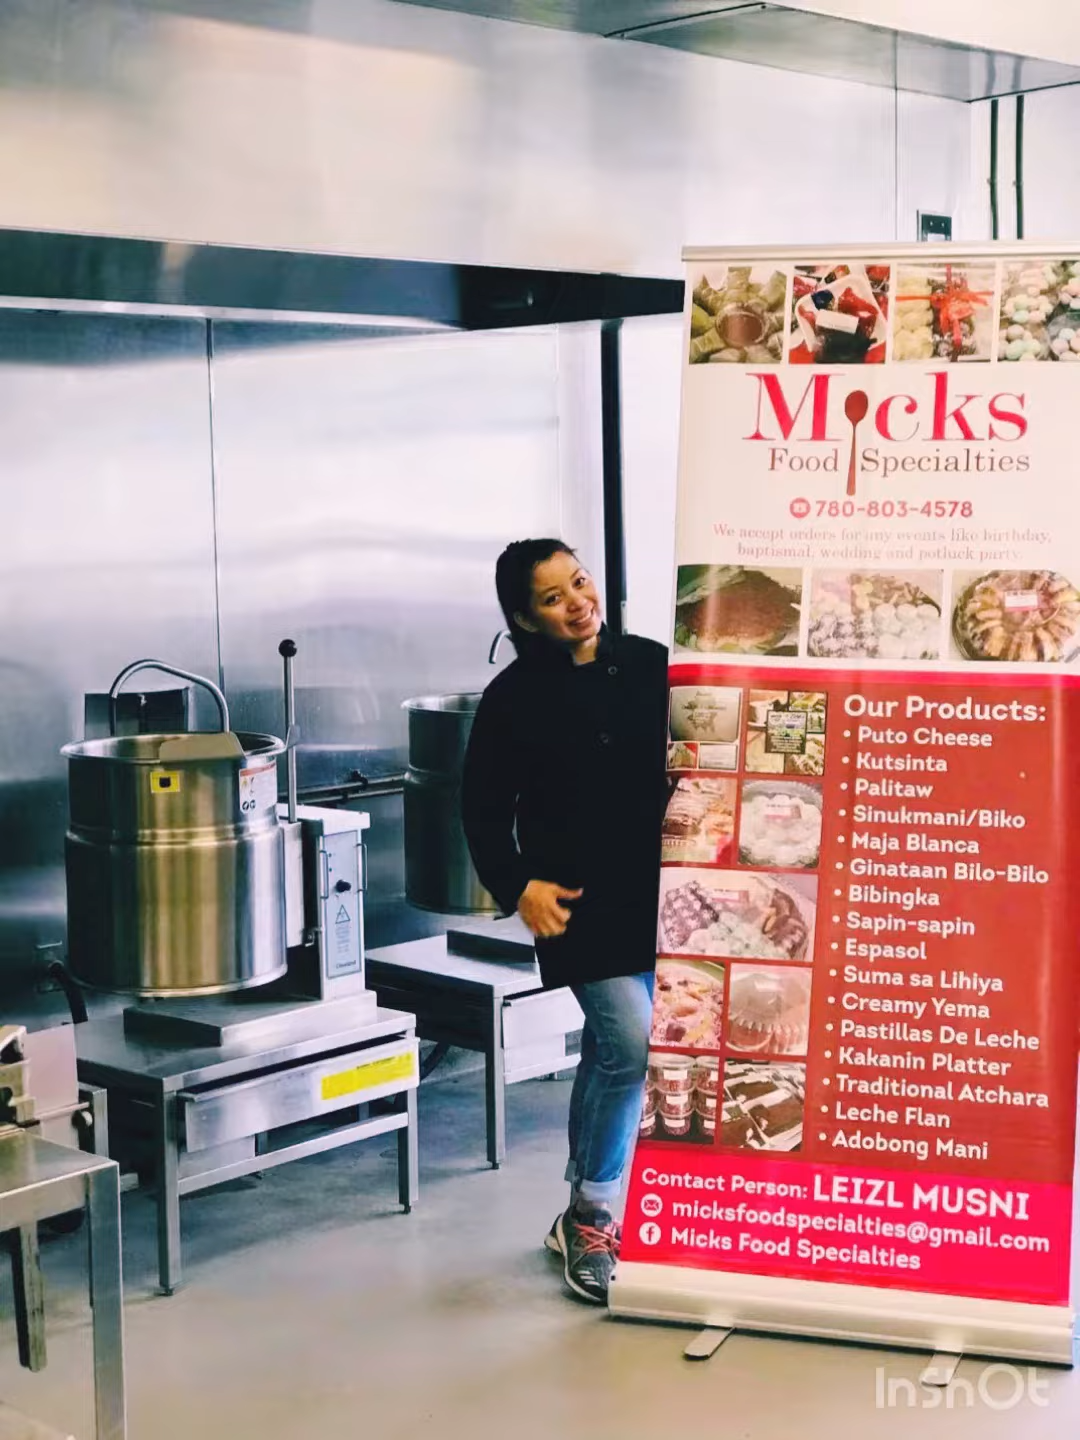 Micks
Food Specialties
780-803-4578
We accept orders for any events like birthday,
baptismal, wedding and potluck party.
Our Products:
• Puto Cheese
• Kutsinta
• Palitaw
• Sinukmani/Biko
• Maja Blanca
• Ginataan Bilo-Bilo
• Bibingka
• Sapin-sapin
• Espasol
• Suma sa Lihiya
• Creamy Yema
• Pastillas De Leche
• Kakanin Platter
• Traditional Atchara
• Leche Flan
• Adobong Mani
Contact Person: LEIZL MUSNI
micksfoodspecialties@gmail.com
Micks Food Specialties
InShOt